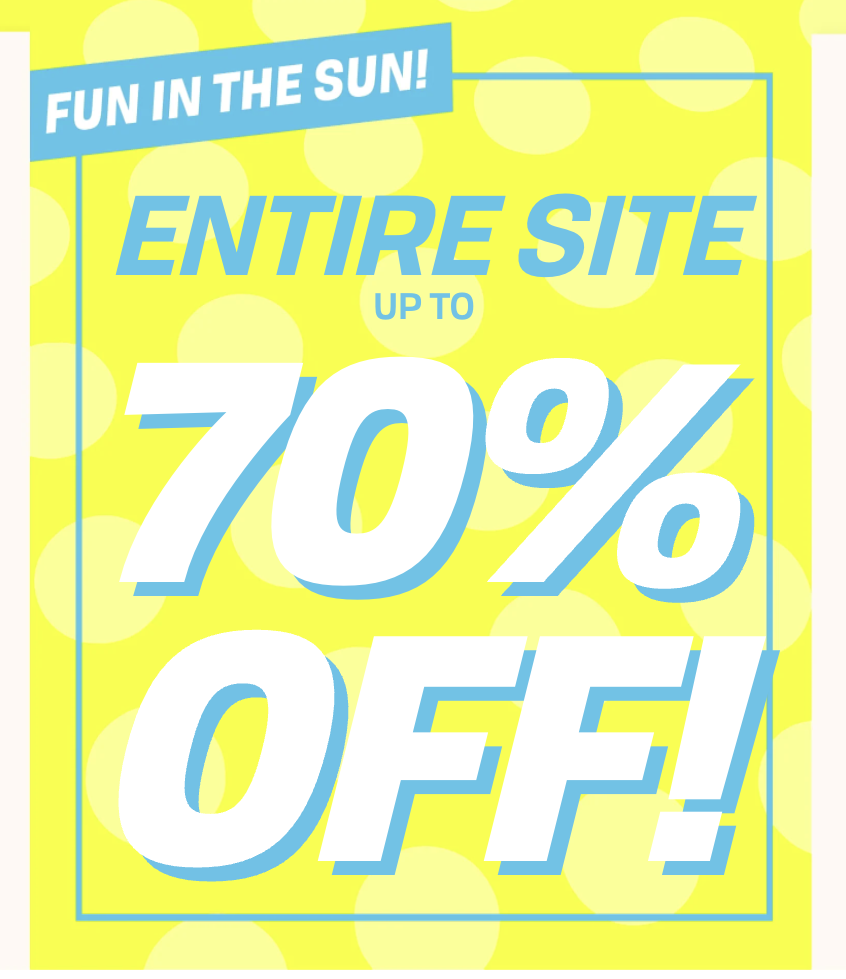 FUN IN THE SUN!
ENTIRE SITE
UP TO
70%
OFF!